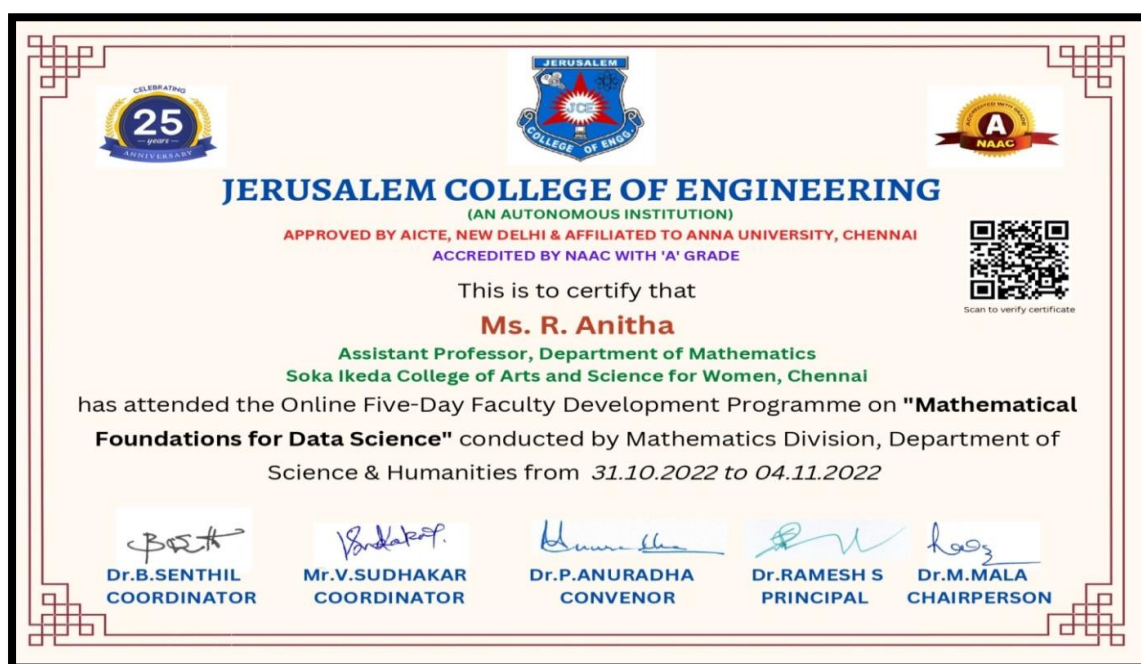 CELEBRATING
25
years
ANNIVERSARY
JERUSALEM
JCE
COLLEGE OF ENGG.
ACCREDITED WITH GRADE
A
NAAC
JERUSALEM COLLEGE OF ENGINEERING
(AN AUTONOMOUS INSTITUTION)
APPROVED BY AICTE, NEW DELHI & AFFILIATED TO ANNA UNIVERSITY, CHENNAI
ACCREDITED BY NAAC WITH 'A' GRADE
Scan to verify certificate
This is to certify that
Ms. R. Anitha
Assistant Professor, Department of Mathematics
Soka Ikeda College of Arts and Science for Women, Chennai
has attended the Online Five-Day Faculty Development Programme on "Mathematical
Foundations for Data Science" conducted by Mathematics Division, Department of
Science & Humanities from 31.10.2022 to 04.11.2022
Dr.B.SENTHIL
COORDINATOR
Mr.V.SUDHAKAR
COORDINATOR
Dr.P.ANURADHA
CONVENOR
Dr.RAMESH S
PRINCIPAL
Dr.M.MALA
CHAIRPERSON